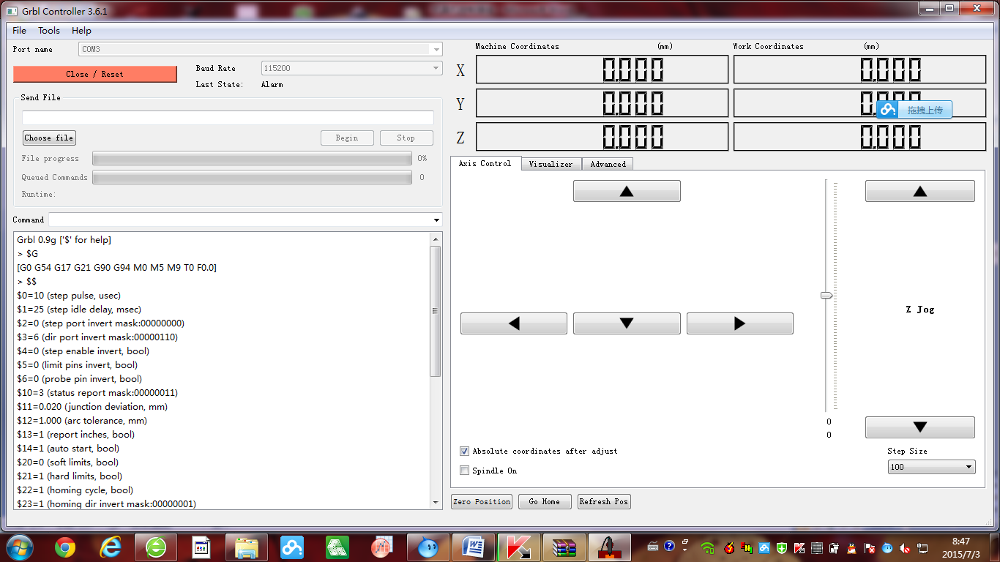 Grbl Controller 3.6.1
File Tools Help
Port name COM3
Close / Reset
Baud Rate 115200
Last State: Alarm
Send File
Choose file Begin Stop
File progress 0%
Queued Commands 0
Runtime:
Command
Grbl 0.9g ['$' for help]
> $G
[G0 G54 G17 G21 G90 G94 M0 M5 M9 T0 F0.0]
> $$
$0=10 (step pulse, usec)
$1=25 (step idle delay, msec)
$2=0 (step port invert mask:00000000)
$3=6 (dir port invert mask:00000110)
$4=0 (step enable invert, bool)
$5=0 (limit pins invert, bool)
$6=0 (probe pin invert, bool)
$10=3 (status report mask:00000011)
$11=0.020 (junction deviation, mm)
$12=1.000 (arc tolerance, mm)
$13=1 (report inches, bool)
$14=1 (auto start, bool)
$20=0 (soft limits, bool)
$21=1 (hard limits, bool)
$22=1 (homing cycle, bool)
$23=1 (homing dir invert mask:00000001)
Machine Coordinates (mm) Work Coordinates (mm)
X 0.000 0.000
Y 0.000 0.000
拖拽上传
Z 0.000 0.000
Axis Control Visualizer Advanced
Z Jog
0
0
Absolute coordinates after adjust
Spindle On
Step Size
100
Zero Position Go Home Refresh Pos
8:47
2015/7/3